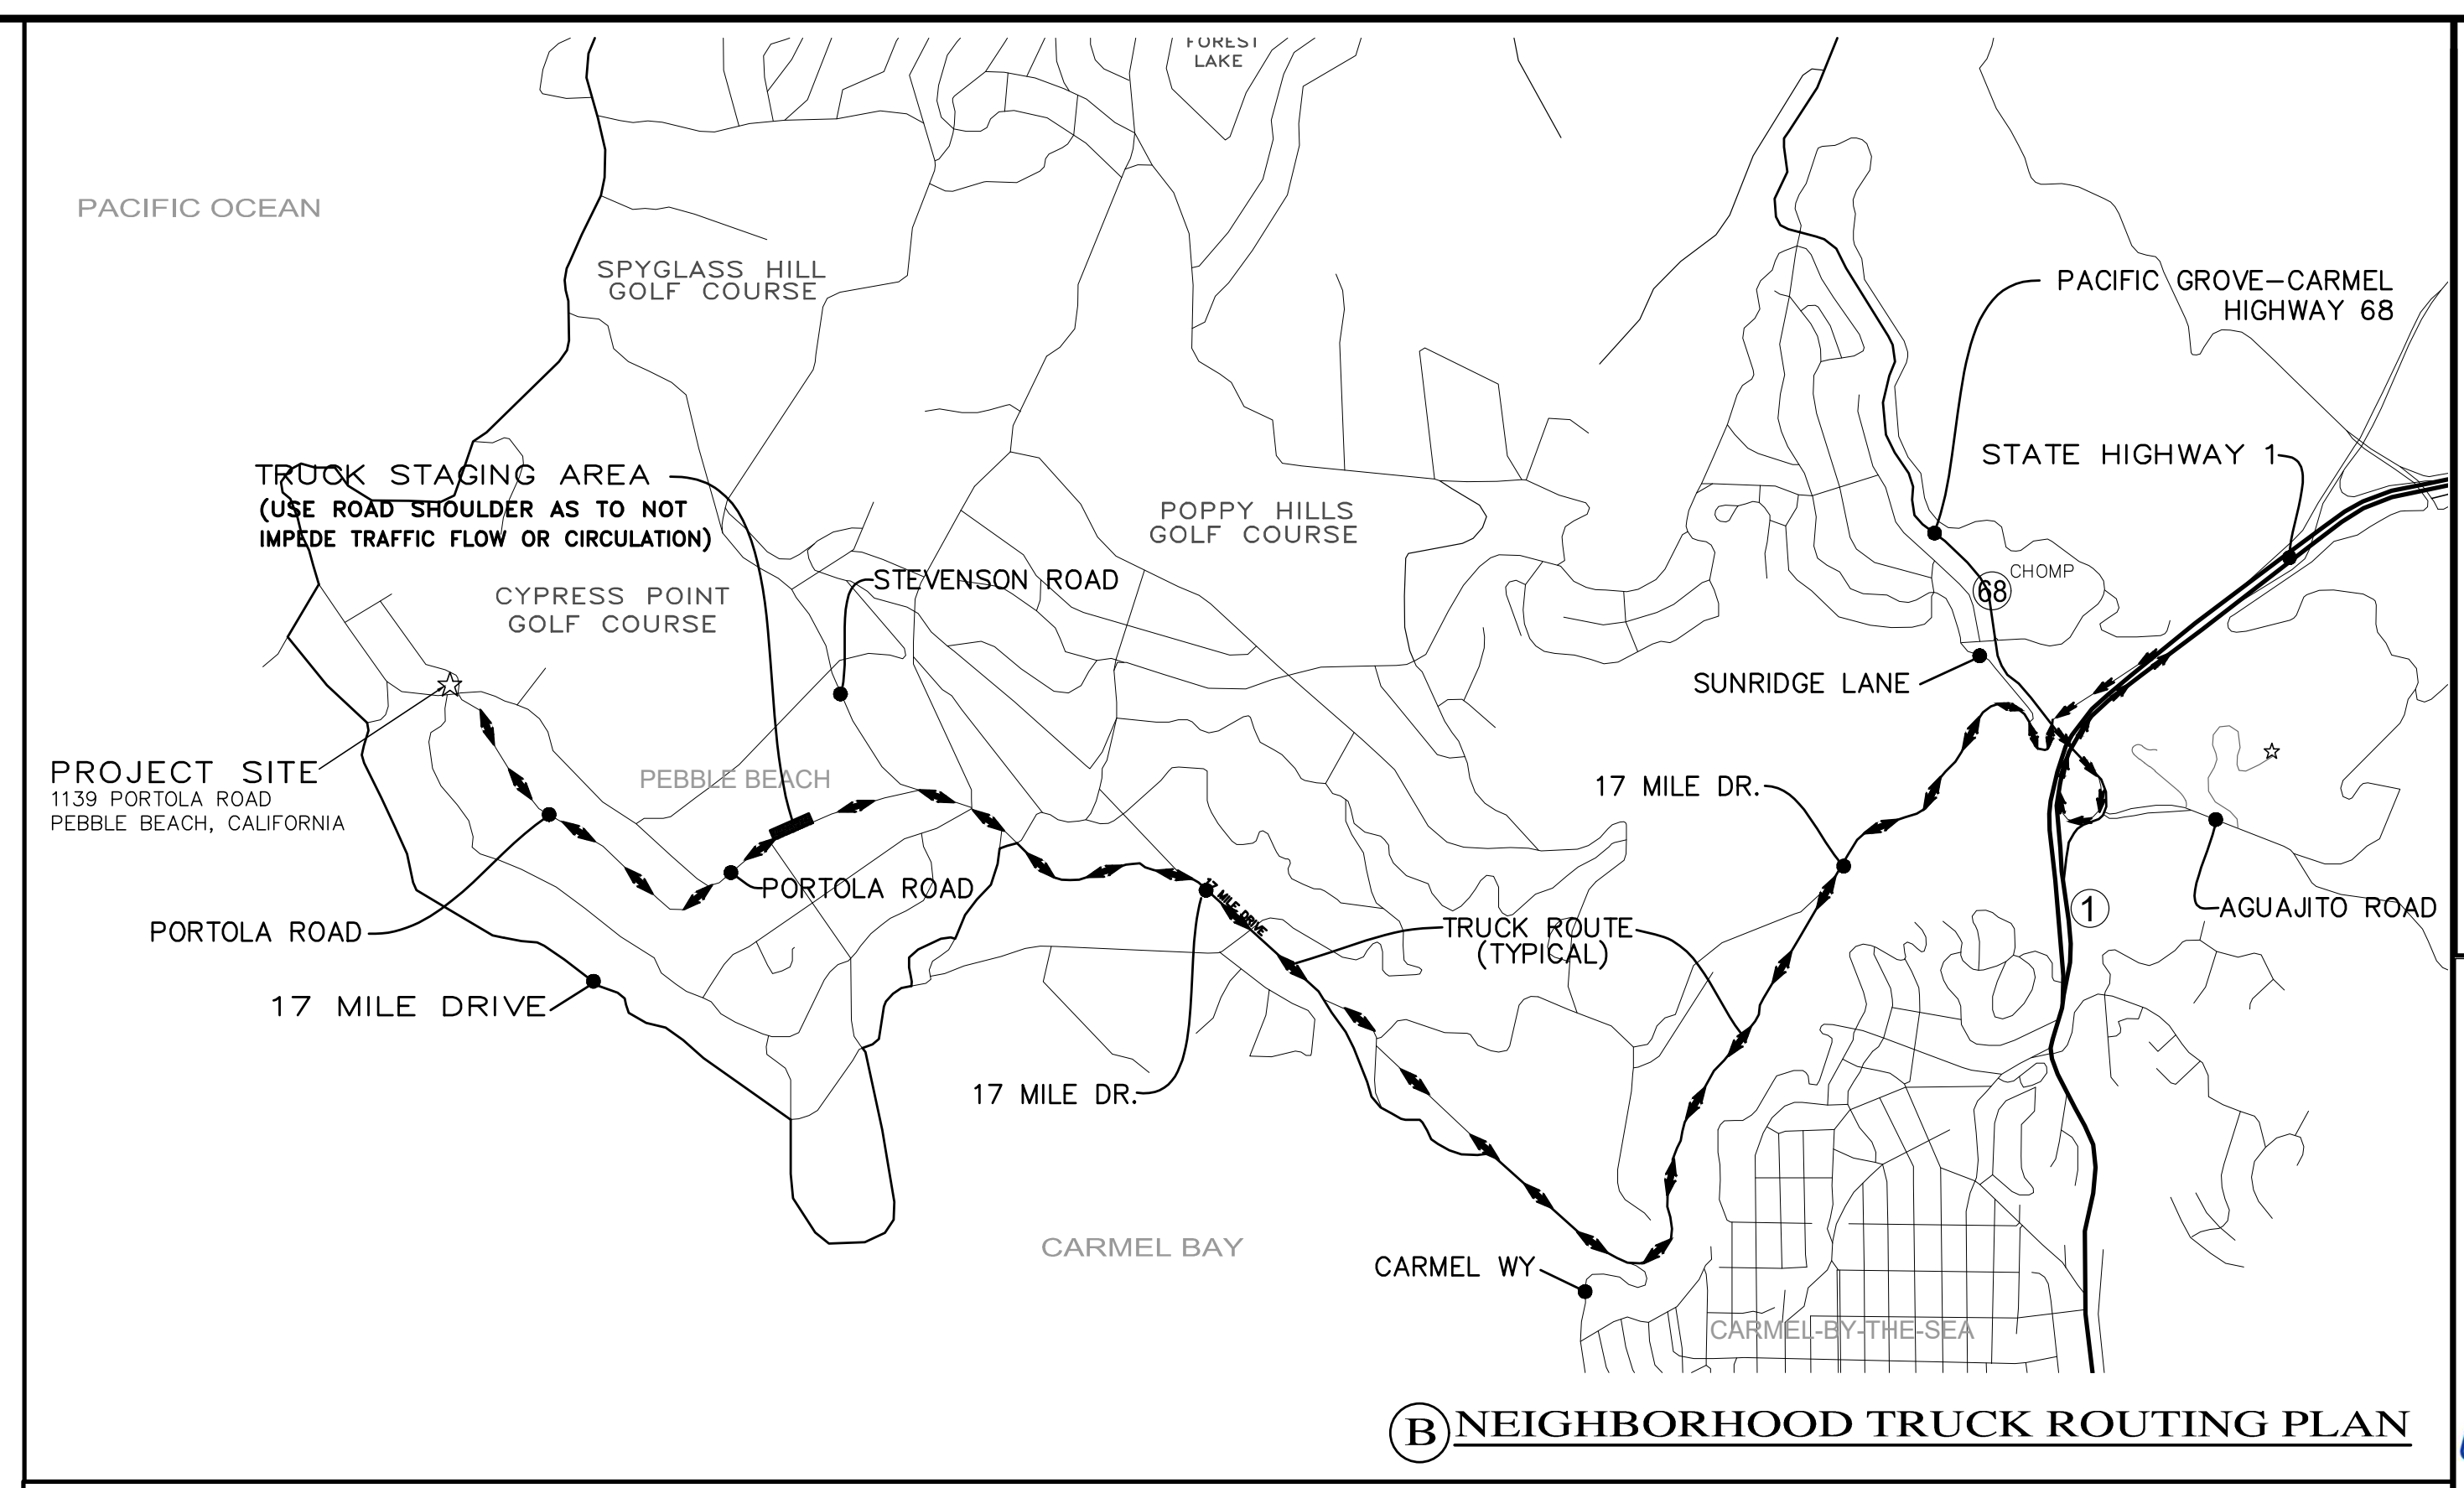 FOREST
LAKE
PACIFIC OCEAN
SPYGLASS HILL
GOLF COURSE
PACIFIC GROVE-CARMEL
HIGHWAY 68
STATE HIGHWAY 1
TRUCK STAGING AREA
(USE ROAD SHOULDER AS TO NOT
IMPEDE TRAFFIC FLOW OR CIRCULATION)
POPPY HILLS
GOLF COURSE
STEVENSON ROAD
CHOMP
68
CYPRESS POINT
GOLF COURSE
SUNRIDGE LANE
PROJECT SITE
1139 PORTOLA ROAD
PEBBLE BEACH, CALIFORNIA
PEBBLE BEACH
17 MILE DR.
PORTOLA ROAD
17 MILE DRIVE
1
AGUAJITO ROAD
PORTOLA ROAD
TRUCK ROUTE
(TYPICAL)
17 MILE DRIVE
17 MILE DR.
CARMEL BAY
CARMEL WY
CARMEL-BY-THE-SEA
B NEIGHBORHOOD TRUCK ROUTING PLAN